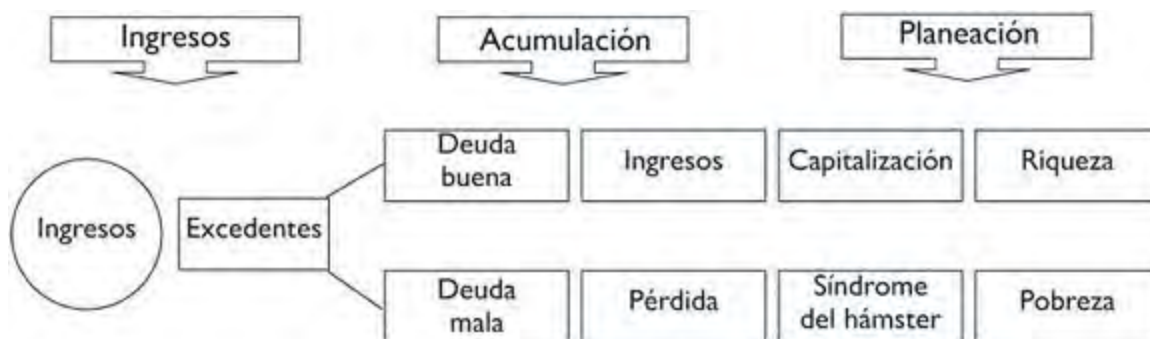 Ingresos
Acumulación
Planeación
Ingresos
Excedentes
Deuda
buena
Ingresos
Capitalización
Riqueza
Deuda
mala
Pérdida
Síndrome
del hámster
Pobreza